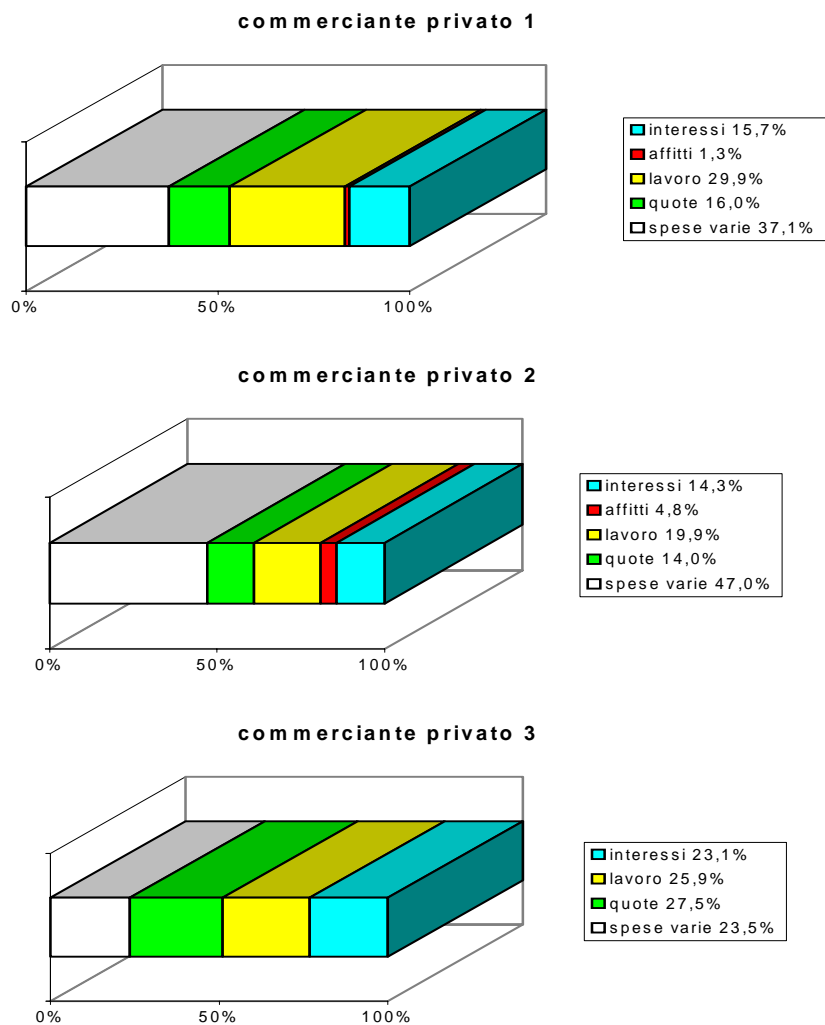 commerciante privato 1
interessi 15,7%
affitti 1,3%
lavoro 29,9%
quote 16,0%
spese varie 37,1%
0% 50% 100%
commerciante privato 2
interessi 14,3%
affitti 4,8%
lavoro 19,9%
quote 14,0%
spese varie 47,0%
0% 50% 100%
commerciante privato 3
interessi 23,1%
lavoro 25,9%
quote 27,5%
spese varie 23,5%
0% 50% 100%